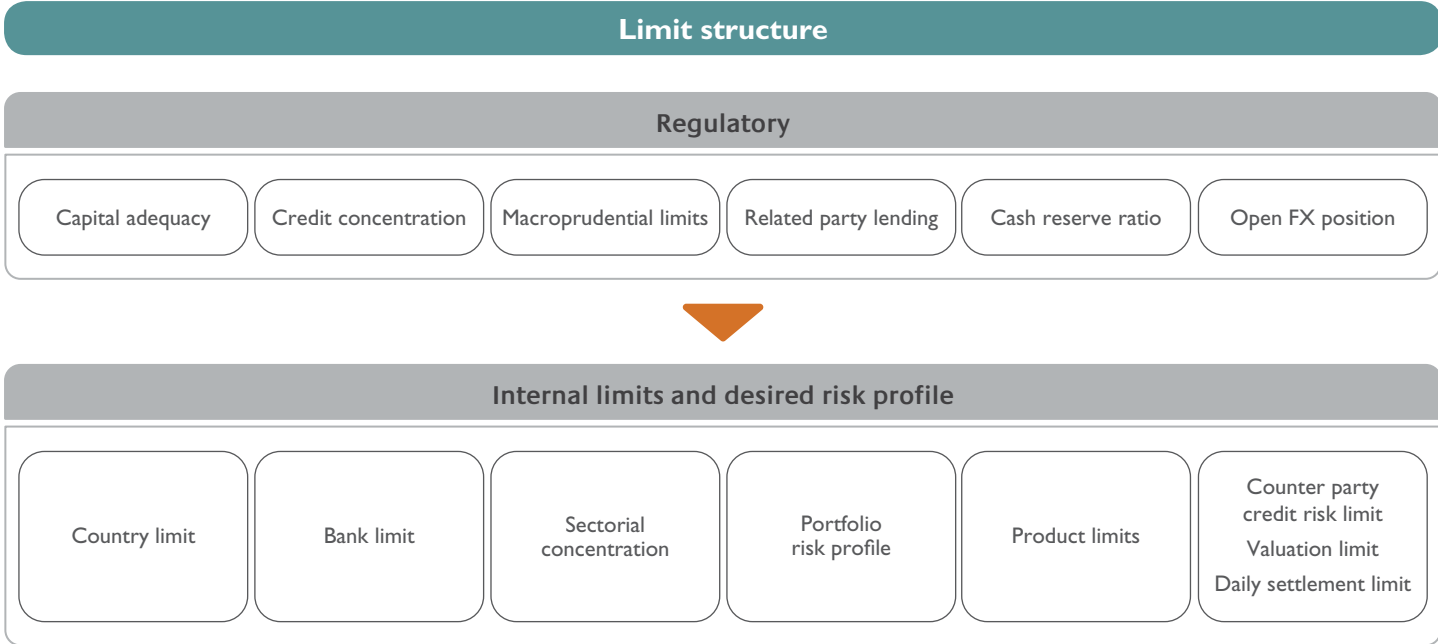 Limit structure
Regulatory
Capital adequacy
Credit concentration
Macroprudential limits
Related party lending
Cash reserve ratio
Open FX position
Internal limits and desired risk profile
Country limit
Bank limit
Sectorial
concentration
Portfolio
risk profile
Product limits
Counter party
credit risk limit
Valuation limit
Daily settlement limit